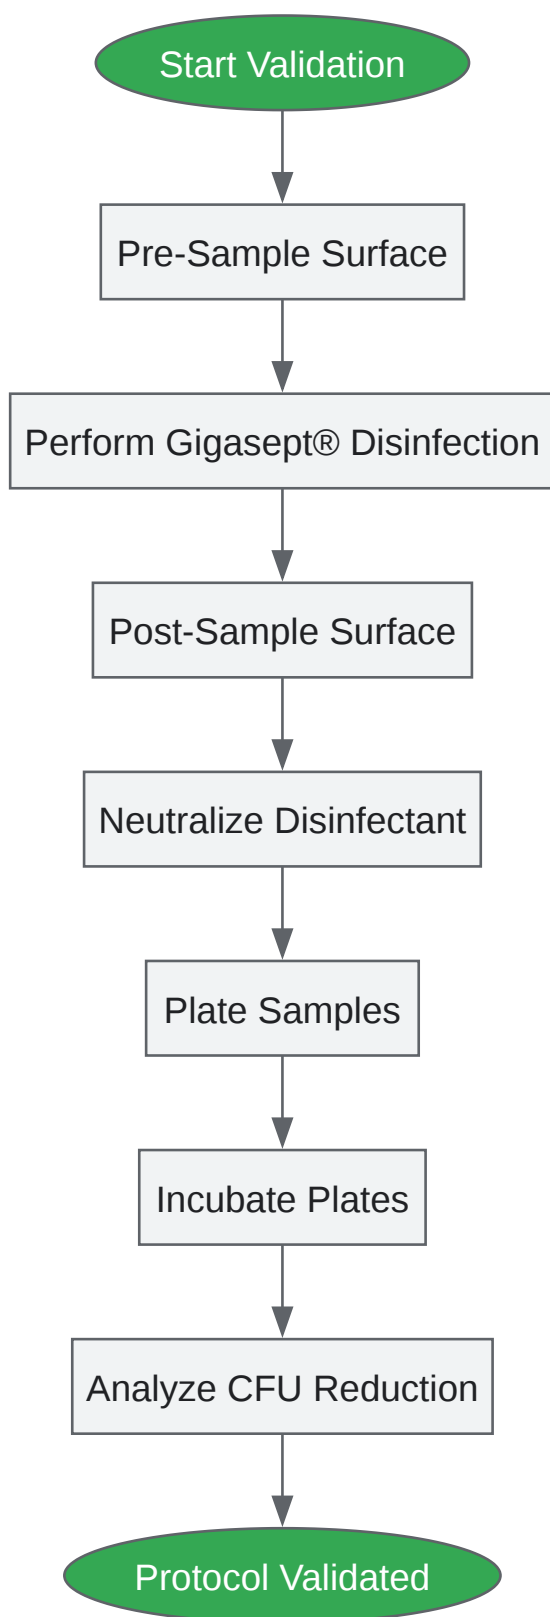 Start Validation
Pre-Sample Surface
Perform Gigasept® Disinfection
Post-Sample Surface
Neutralize Disinfectant
Plate Samples
Incubate Plates
Analyze CFU Reduction
Protocol Validated